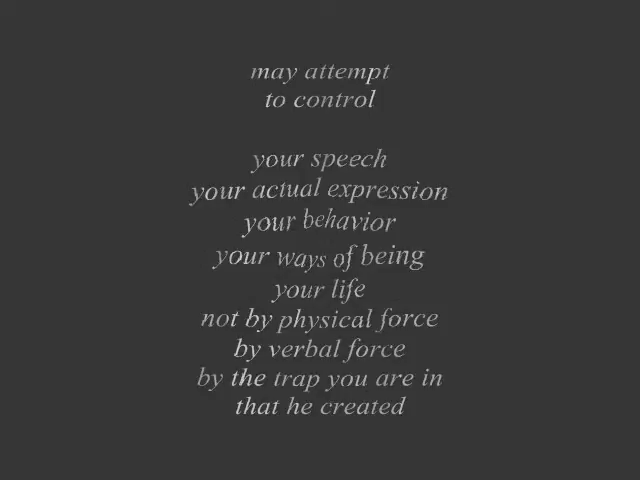 may attempt
to control
your speech
your actual expression
your behavior
your ways of being
your life
not by physical force
by verbal force
by the trap you are in
that he created